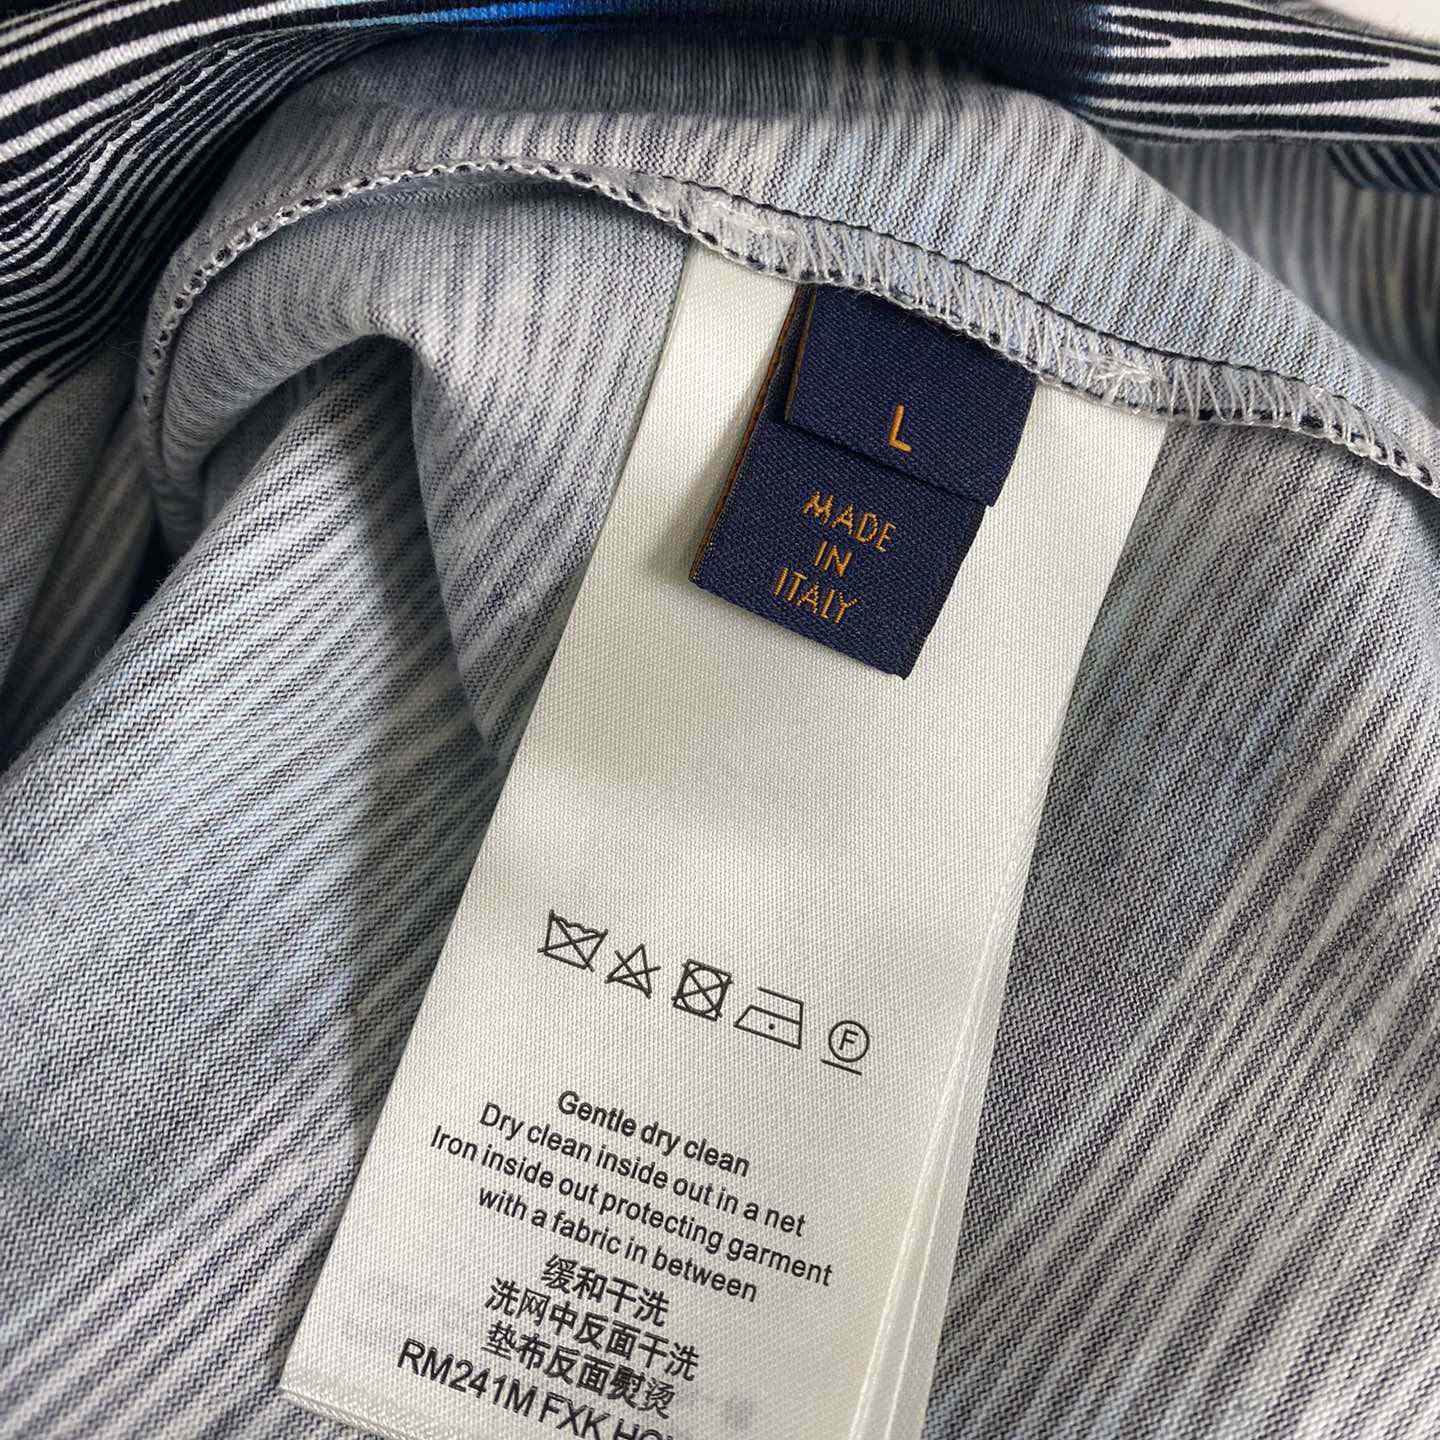 L
MADE
IN
ITALY
F
Gentle dry clean
Dry clean inside out in a net
Iron inside out protecting garment
with a fabric in between
缓和干洗
洗网中反面干洗
垫布反面熨烫
RM241M FXK